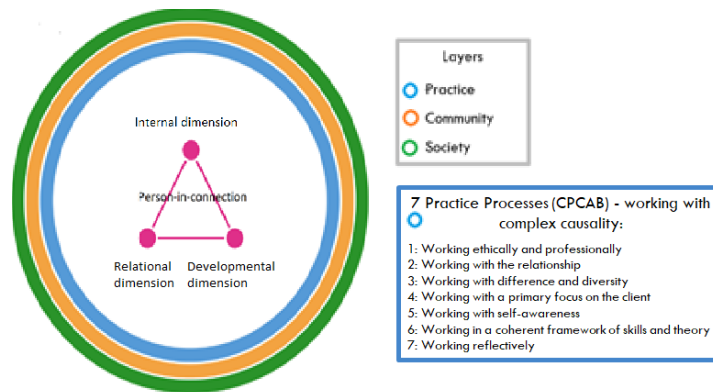 Internal dimension
Person-in-connection
Relational dimension
Developmental dimension
Layers
Practice
Community
Society
7 Practice Processes (CPCAB) - working with
complex causality:
1: Working ethically and professionally
2: Working with the relationship
3: Working with difference and diversity
4: Working with a primary focus on the client
5: Working with self-awareness
6: Working in a coherent framework of skills and theory
7: Working reflectively